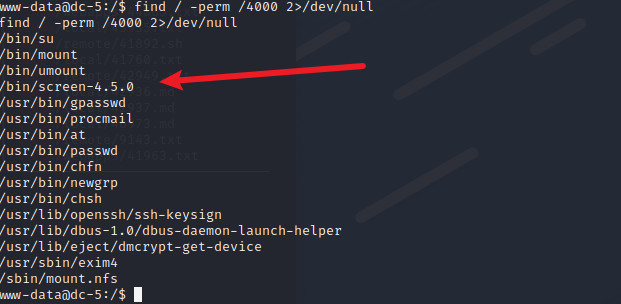 www-data@dc-5:/$ find / -perm /4000 2>/dev/null
find / -perm /4000 2>/dev/null
/bin/su
/bin/mount
/bin/umount
/bin/screen-4.5.0
/usr/bin/gpasswd
/usr/bin/procmail
/usr/bin/at
/usr/bin/passwd
/usr/bin/chfn
/usr/bin/newgrp
/usr/bin/chsh
/usr/lib/openssh/ssh-keysign
/usr/lib/dbus-1.0/dbus-daemon-launch-helper
/usr/lib/eject/dmcrypt-get-device
/usr/sbin/exim4
/sbin/mount.nfs
www-data@dc-5:/$